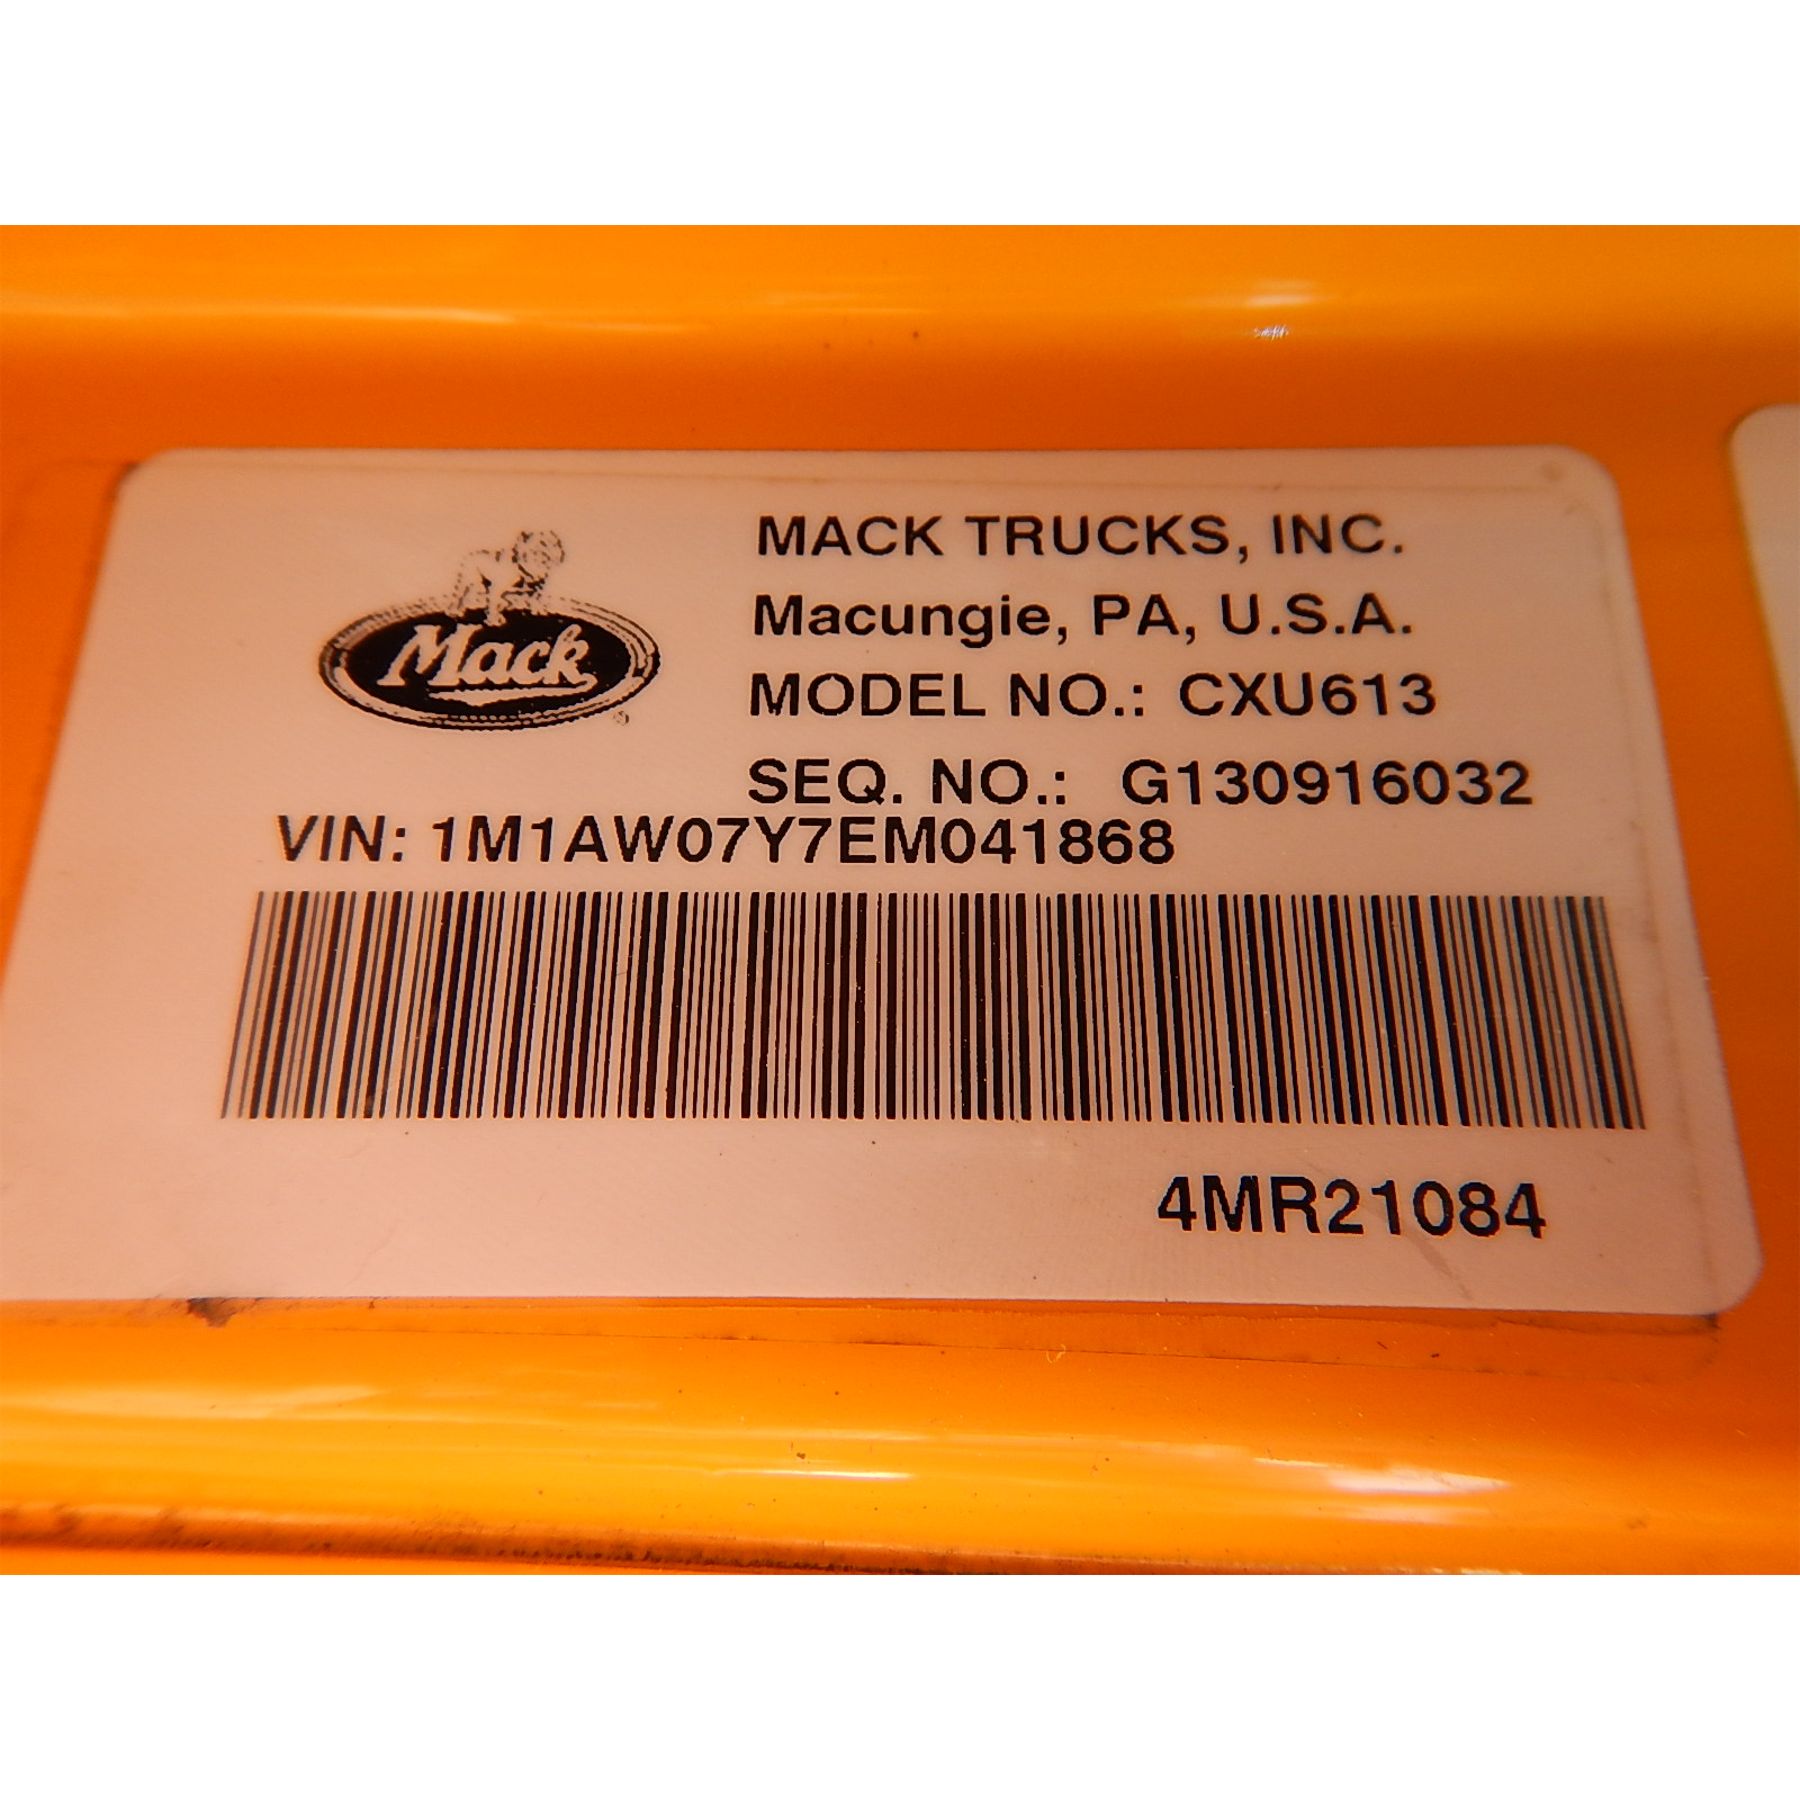 Mack
MACK TRUCKS, INC.
Macungie, PA, U.S.A.
MODEL NO.: CXU613
SEQ. NO.: G130916032
VIN: 1M1AW07Y7EM041868
4MR21084